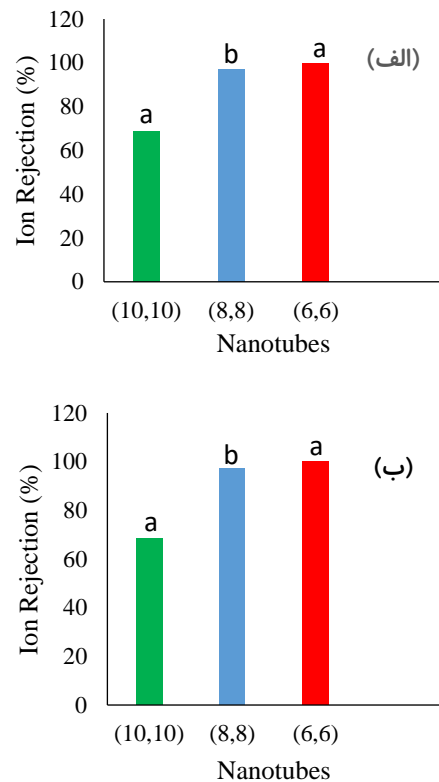 120
100
80
60
40
20
0
Ion Rejection (%)
a
b
a
(الف)
(10,10)
(8,8)
(6,6)
Nanotubes
120
100
80
60
40
20
0
Ion Rejection (%)
a
b
a
(ب)
(10,10)
(8,8)
(6,6)
Nanotubes